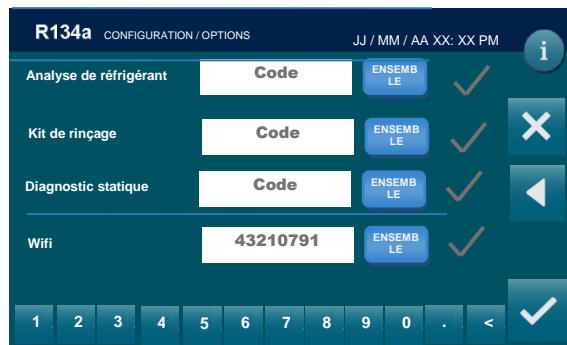 R134a CONFIGURATION / OPTIONS JJ / MM / AA XX: XX PM
i
Analyse de réfrigérant Code ENSEMB
LE
Kit de rinçage Code ENSEMB
LE
Diagnostic statique Code ENSEMB
LE
Wifi 43210791 ENSEMB
LE
1 2 3 4 5 6 7 8 9 0 . <